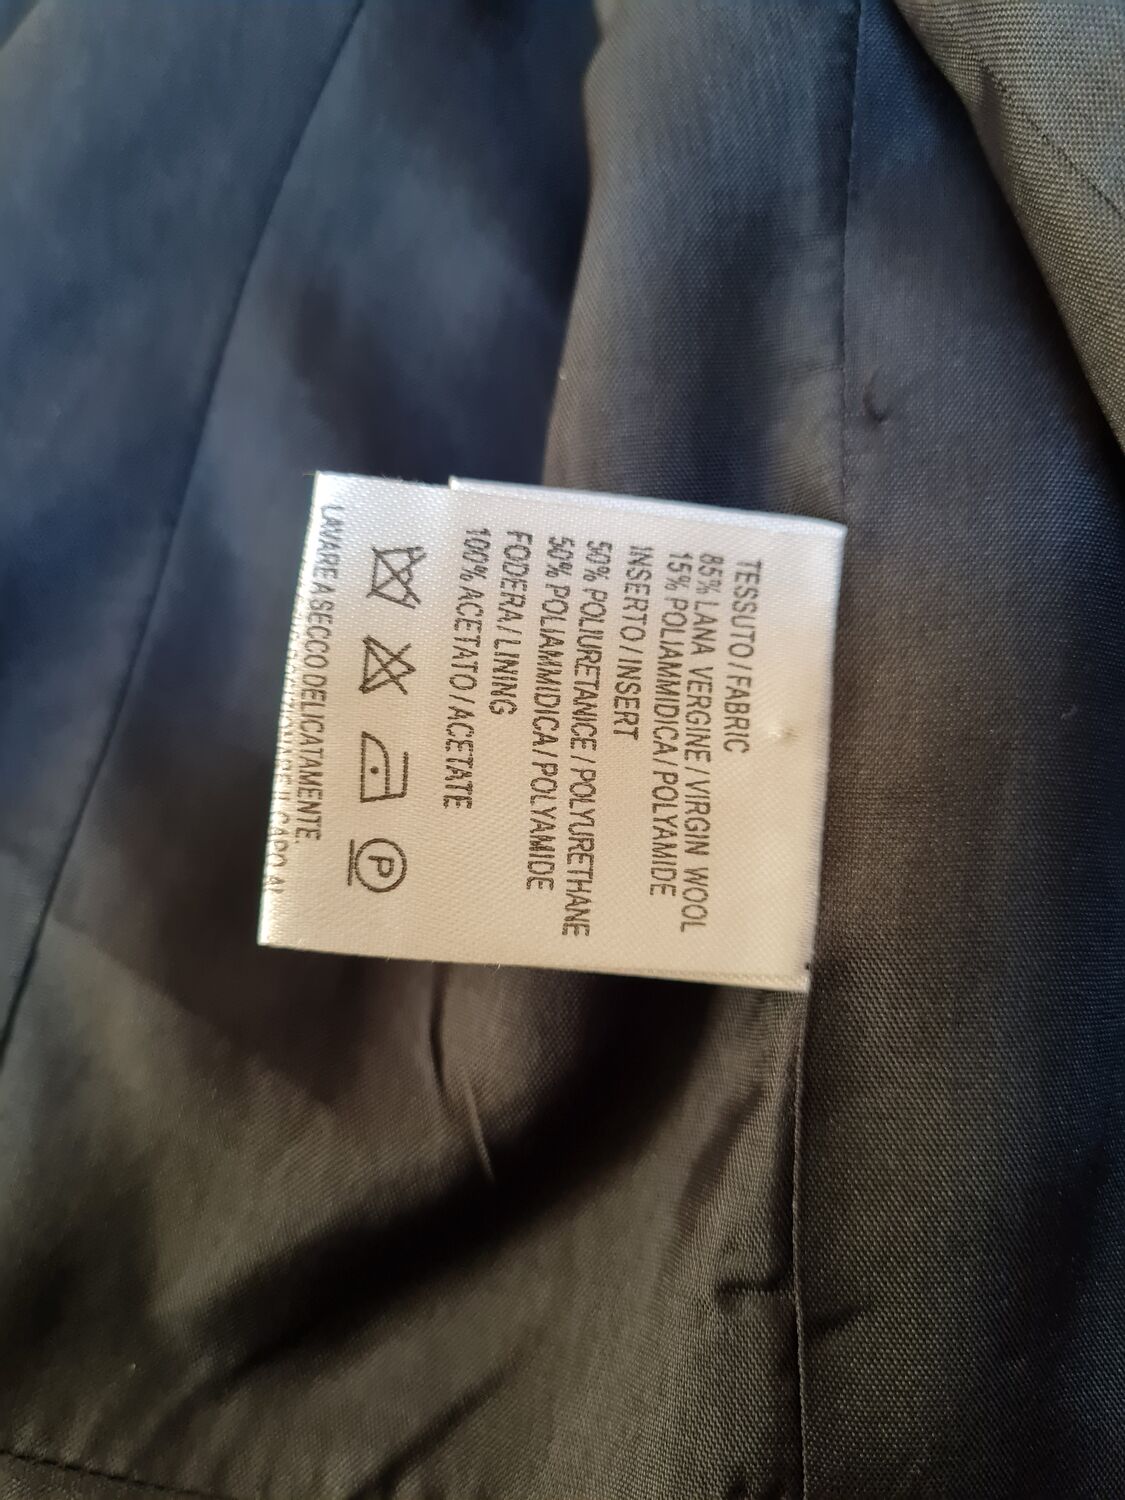 TESSUTO / FABRIC
85% LANA VERGINE / VIRGIN WOOL
15% POLIAMMIDICA / POLYAMIDE
INSERTO / INSERT
50% POLIURETANICE / POLYURETHANE
50% POLIAMMIDICA / POLYAMIDE
FODERA / LINING
100% ACETATO / ACETATE
P
LAVARE A SECCO DELICATAMENTE.